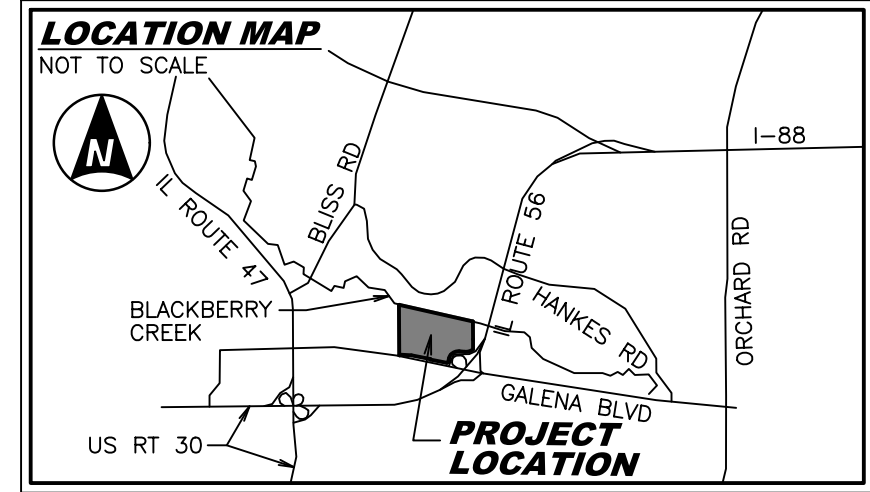 LOCATION MAP
NOT TO SCALE
N
I-88
BLISS RD
IL ROUTE 47
IL ROUTE 56
ORCHARD RD
HANKES RD
BLACKBERRY
CREEK
GALENA BLVD
US RT 30
PROJECT
LOCATION